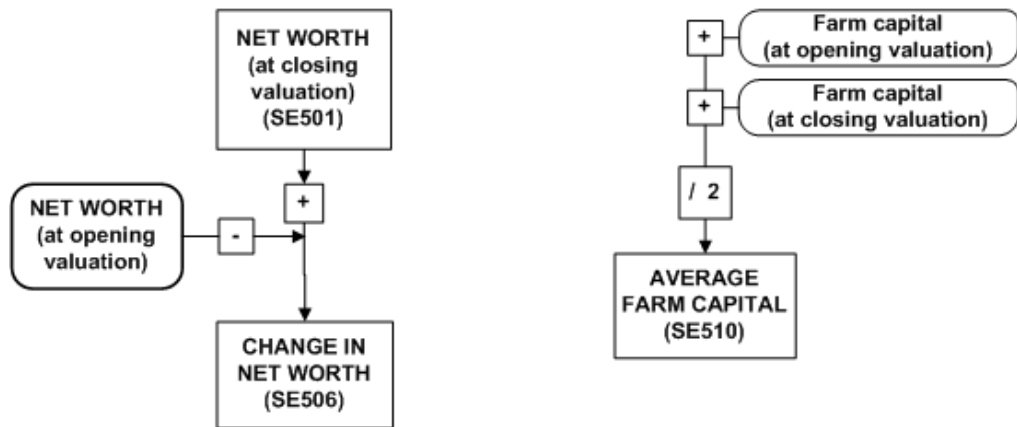 NET WORTH
(at closing
valuation)
(SE501)
+
NET WORTH
(at opening
valuation)
-
CHANGE IN
NET WORTH
(SE506)
+
Farm capital
(at opening valuation)
+
Farm capital
(at closing valuation)
/ 2
AVERAGE
FARM CAPITAL
(SE510)